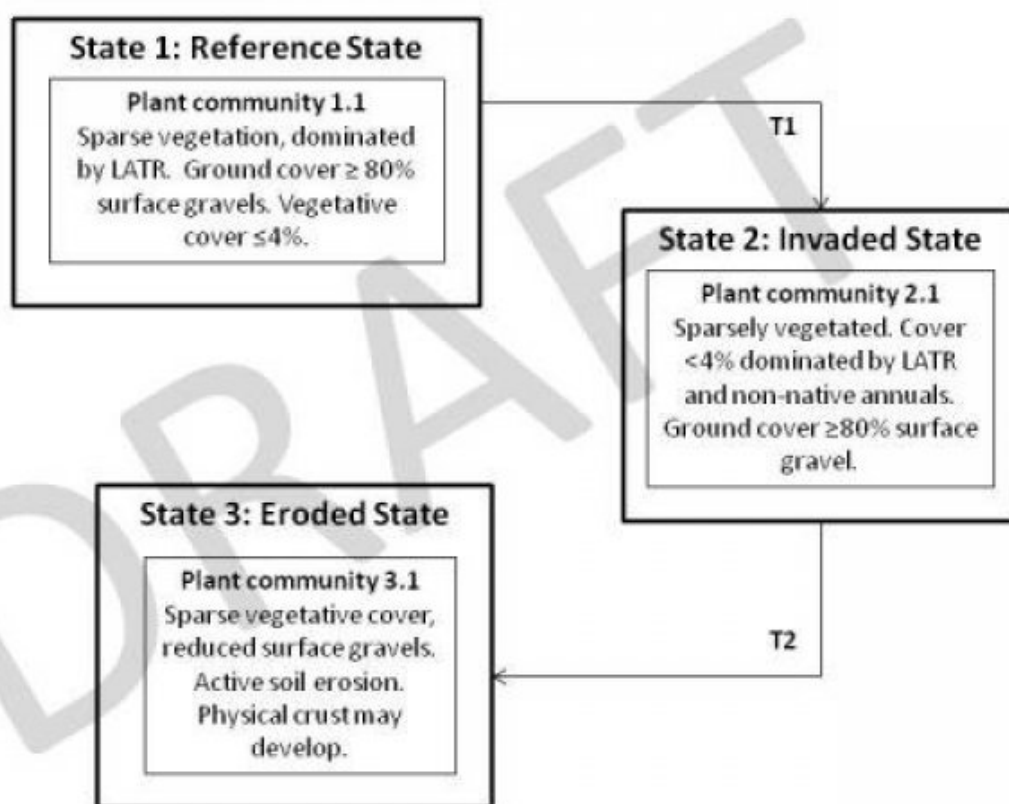 State 1: Reference State
Plant community 1.1
Sparse vegetation, dominated
by LATR. Ground cover ≥ 80%
surface gravels. Vegetative
cover ≤4%.
T1
State 2: Invaded State
Plant community 2.1
Sparsely vegetated. Cover
<4% dominated by LATR
and non-native annuals.
Ground cover ≥80% surface
gravel.
State 3: Eroded State
Plant community 3.1
Sparse vegetative cover,
reduced surface gravels.
Active soil erosion.
Physical crust may
develop.
T2
DRAFT